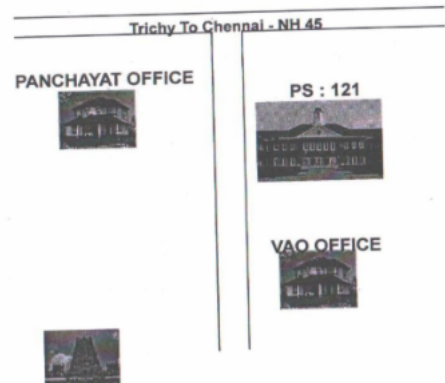 Trichy To Chennai - NH 45
PANCHAYAT OFFICE
PS : 121
VAO OFFICE